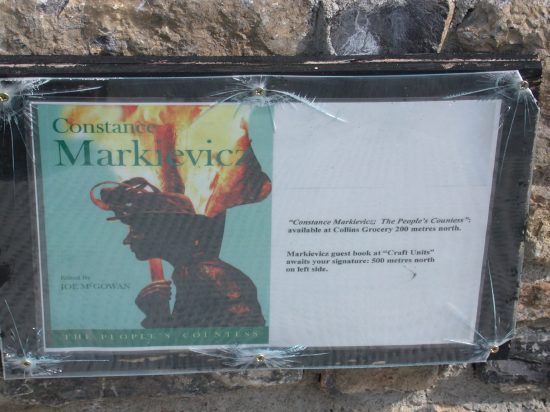 Constance
Markievicz
Edited By
JOE McGOWAN
THE PEOPLE'S COUNTESS
"Constance Markievicz; The People's Countess":
available at Collins Grocery 200 metres north.
Markievicz guest book at "Craft Units"
awaits your signature: 500 metres north
on left side.